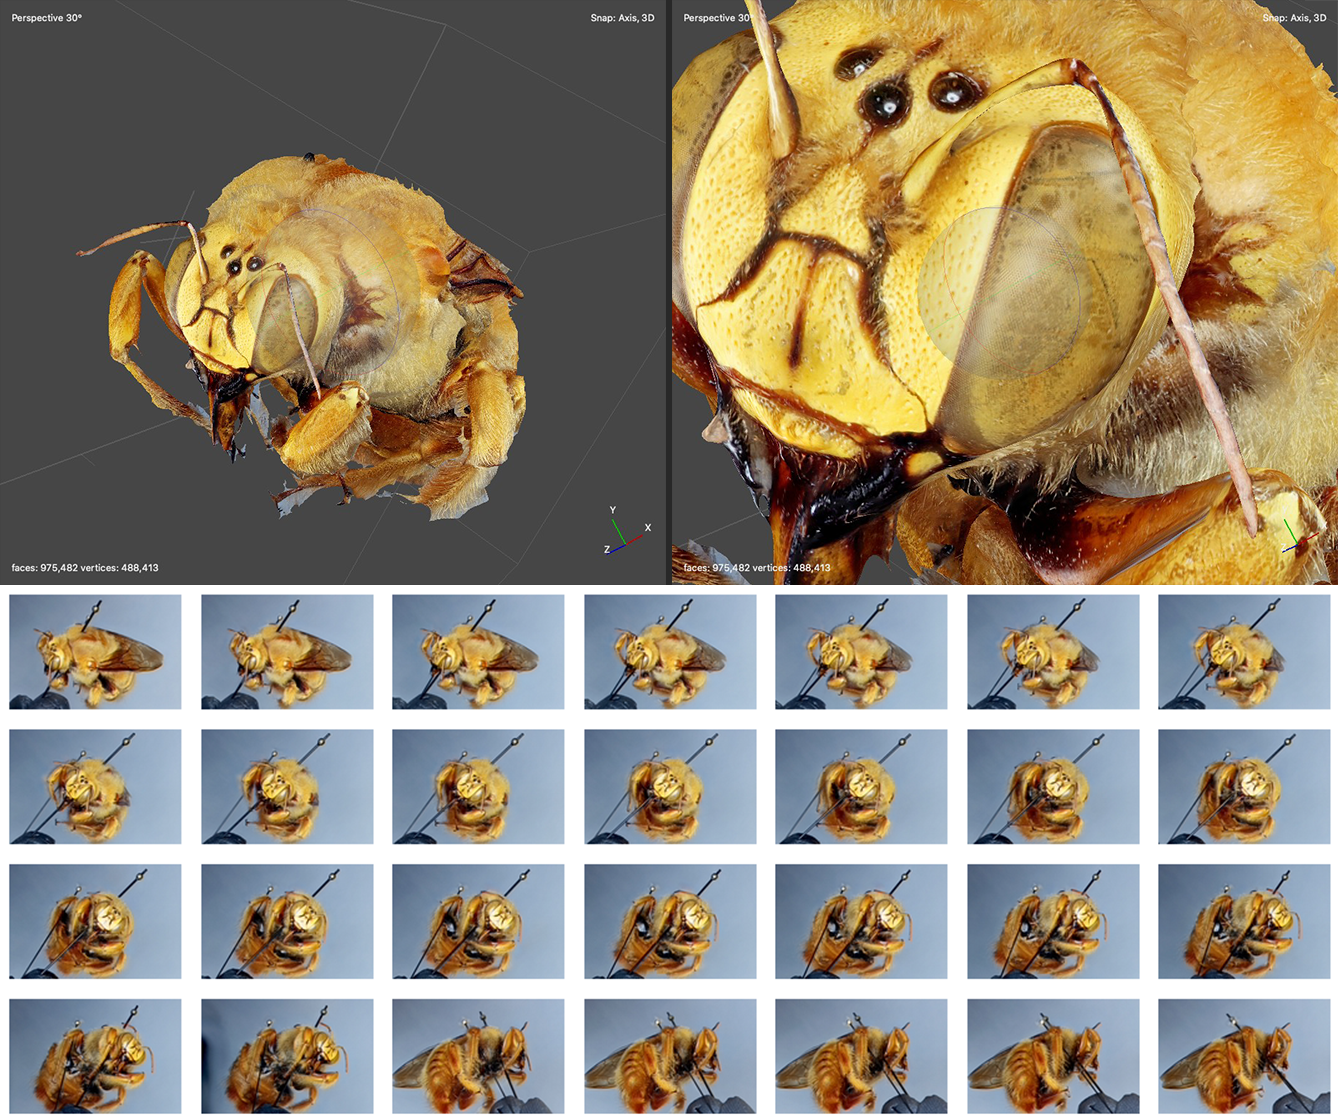 Perspective 30°
Snap: Axis, 3D
Y
X
Z
faces: 975,482 vertices: 488,413
Perspective 30°
Snap: Axis, 3D
Z
faces: 975,482 vertices: 488,413